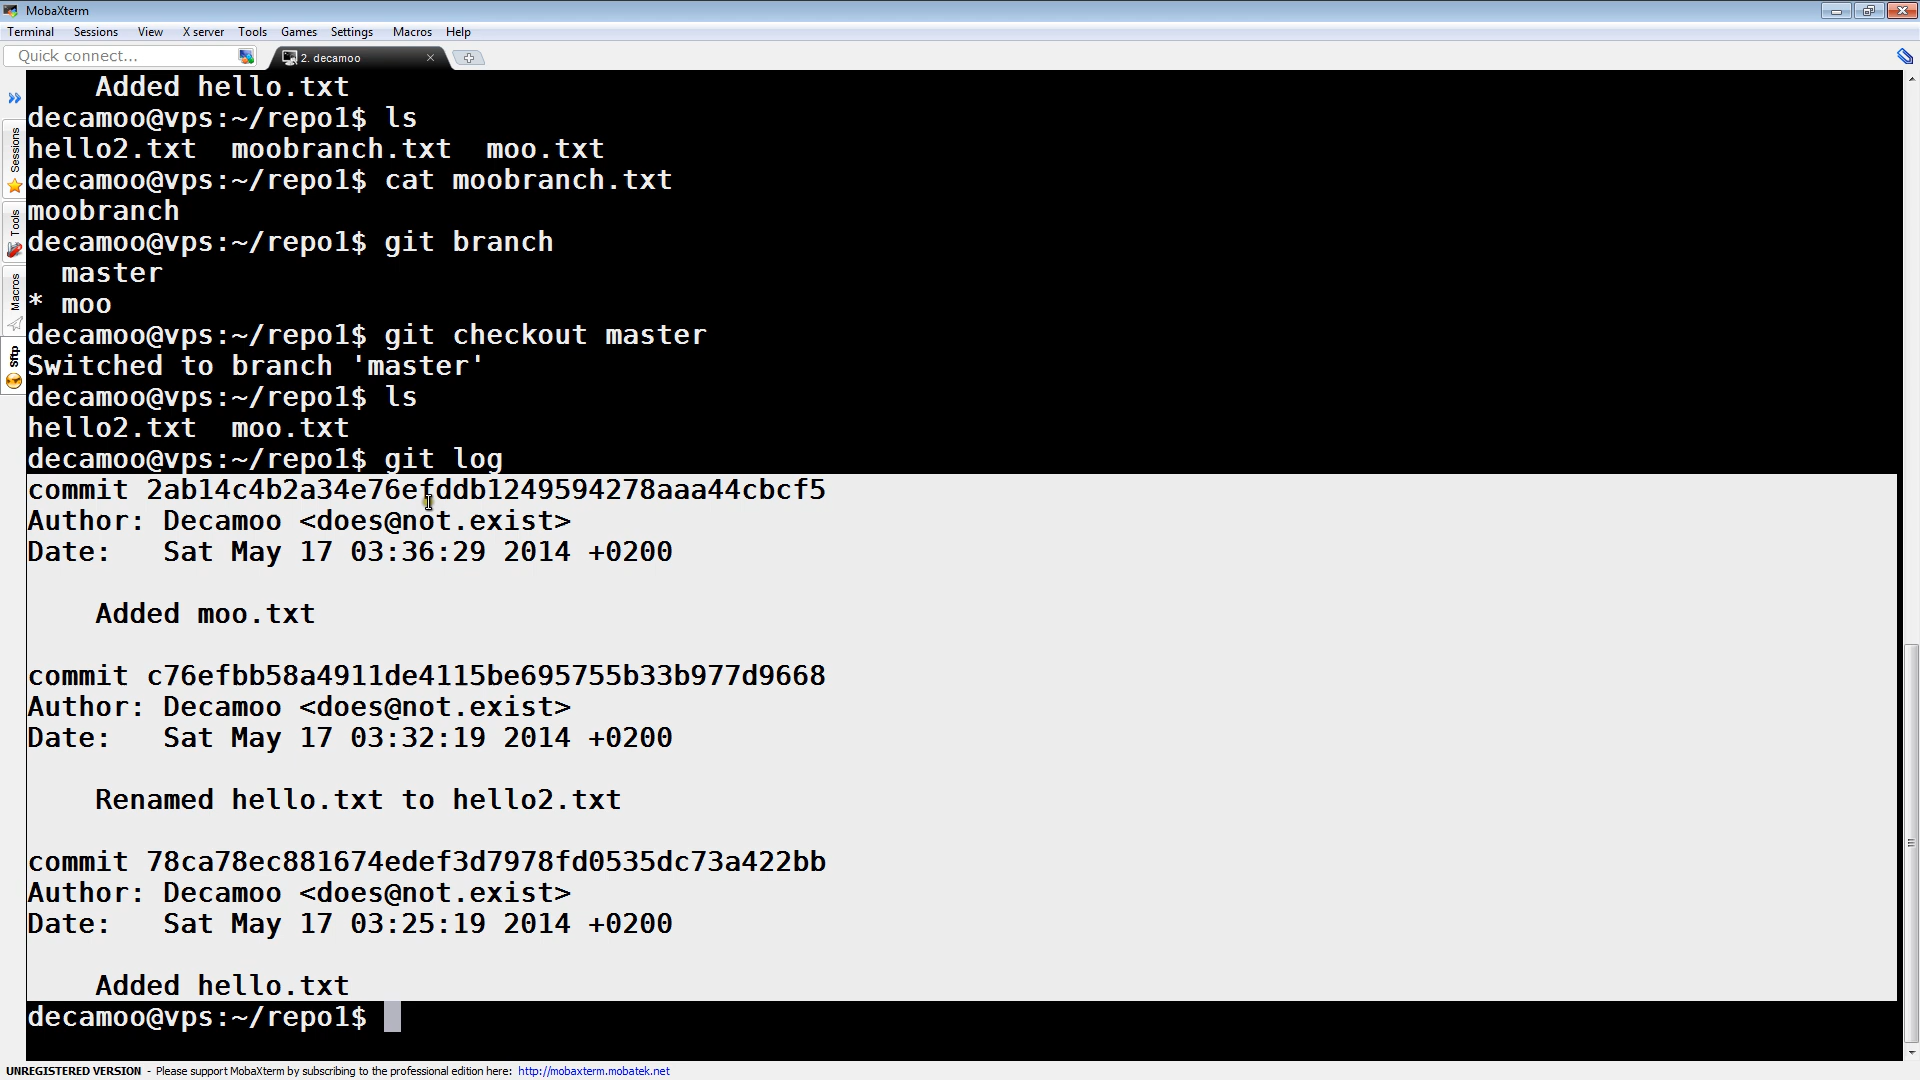 MobaXterm
Terminal Sessions View X server Tools Games Settings Macros Help
Quick connect...
2. decamoo
Sessions
Tools
Macros
Sftp
Added hello.txt
decamoo@vps:~/repo1$ ls
hello2.txt  moobranch.txt  moo.txt
decamoo@vps:~/repo1$ cat moobranch.txt
moobranch
decamoo@vps:~/repo1$ git branch
  master
* moo
decamoo@vps:~/repo1$ git checkout master
Switched to branch 'master'
decamoo@vps:~/repo1$ ls
hello2.txt  moo.txt
decamoo@vps:~/repo1$ git log
commit 2ab14c4b2a34e76efddb1249594278aaa44cbcf5
Author: Decamoo <does@not.exist>
Date:   Sat May 17 03:36:29 2014 +0200
    Added moo.txt
commit c76efbb58a4911de4115be695755b33b977d9668
Author: Decamoo <does@not.exist>
Date:   Sat May 17 03:32:19 2014 +0200
    Renamed hello.txt to hello2.txt
commit 78ca78ec881674edef3d7978fd0535dc73a422bb
Author: Decamoo <does@not.exist>
Date:   Sat May 17 03:25:19 2014 +0200
    Added hello.txt
decamoo@vps:~/repo1$
UNREGISTERED VERSION - Please support MobaXterm by subscribing to the professional edition here: http://mobaxterm.mobatek.net